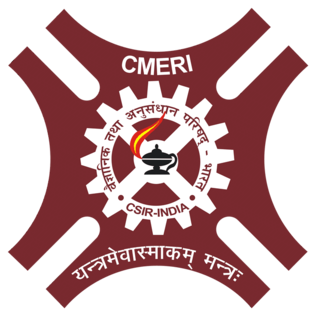 CMERI
वैज्ञानिक तथा अनुसंधान परिषद - भारत
CSIR-INDIA
यन्त्रमेवास्माकम् मन्त्रः